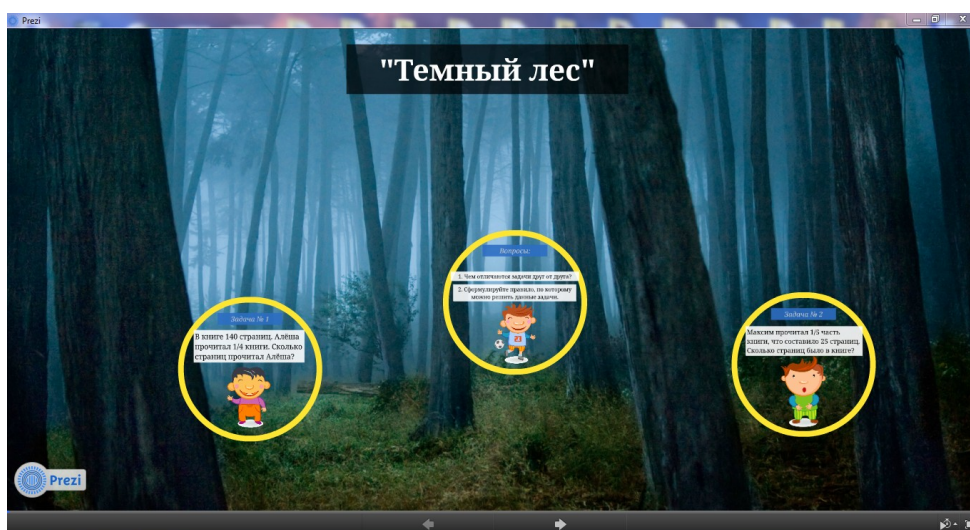 Prezi
"Темный лес"
Вопросы:
1. Чем отличаются задачи друг от друга?
2. Сформулируйте правило, по которому
можно решить данные задачи.
Задача № 1
В книге 140 страниц. Алёша
прочитал 1/4 книги. Сколько
страниц прочитал Алёша?
Задача № 2
Максим прочитал 1/5 часть
книги, что составило 25 страниц.
Сколько страниц было в книге?
Prezi